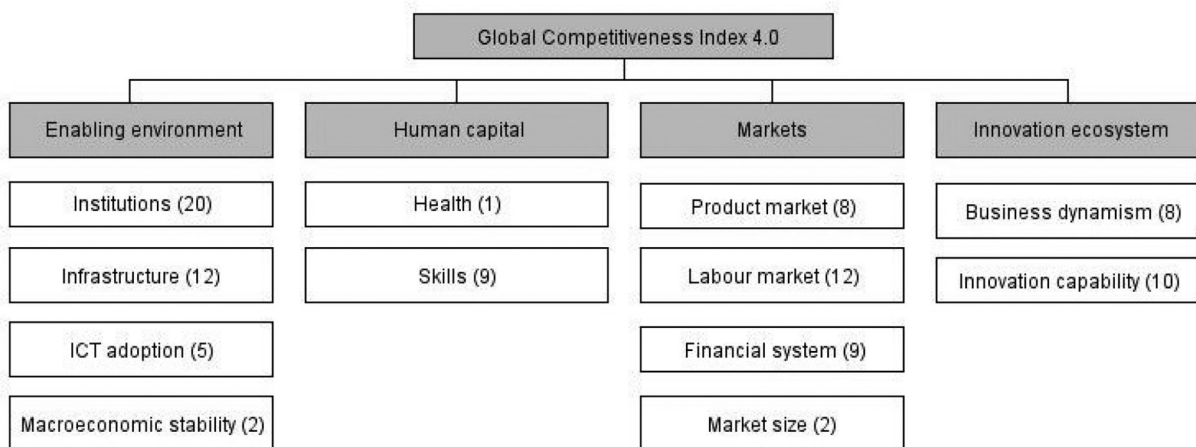 Global Competitiveness Index 4.0
Enabling environment
Human capital
Markets
Innovation ecosystem
Institutions (20)
Health (1)
Product market (8)
Business dynamism (8)
Infrastructure (12)
Skills (9)
Labour market (12)
Innovation capability (10)
ICT adoption (5)
Financial system (9)
Macroeconomic stability (2)
Market size (2)